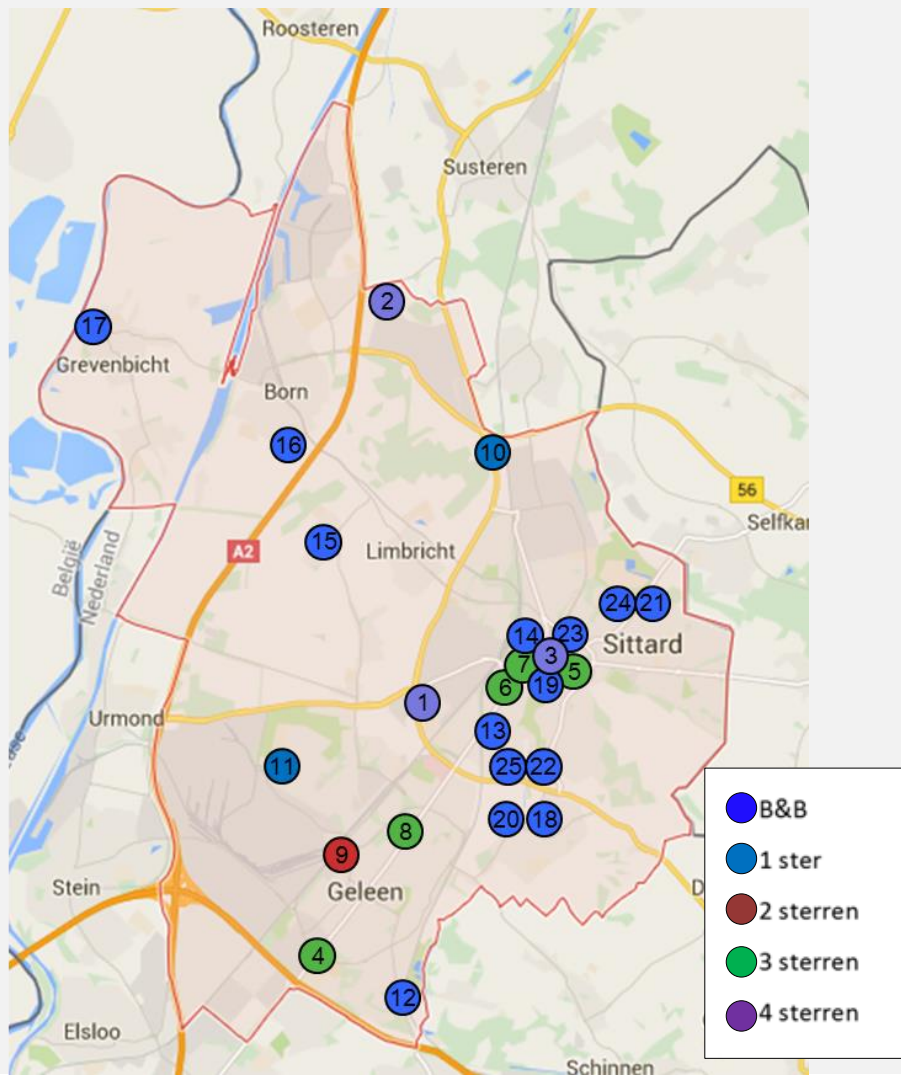 Roosteren
Susteren
2
17
Grevenbicht
Born
16
10
56
Selfkan
A2
15
Limbricht
België
Nederland
24
21
14
23
Sittard
3
7
5
6
19
1
Urmond
13
11
25
22
B&B
20
18
8
1 ster
9
Stein
Geleen
2 sterren
4
3 sterren
12
4 sterren
Elsloo
Schinnen